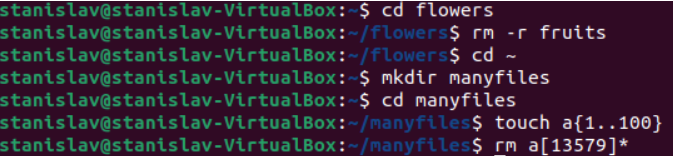 stanislav@stanislav-VirtualBox:~$ cd flowers
stanislav@stanislav-VirtualBox:~/flowers$ rm -r fruits
stanislav@stanislav-VirtualBox:~/flowers$ cd ~
stanislav@stanislav-VirtualBox:~$ mkdir manyfiles
stanislav@stanislav-VirtualBox:~$ cd manyfiles
stanislav@stanislav-VirtualBox:~/manyfiles$ touch a{1..100}
stanislav@stanislav-VirtualBox:~/manyfiles$ rm a[13579]*